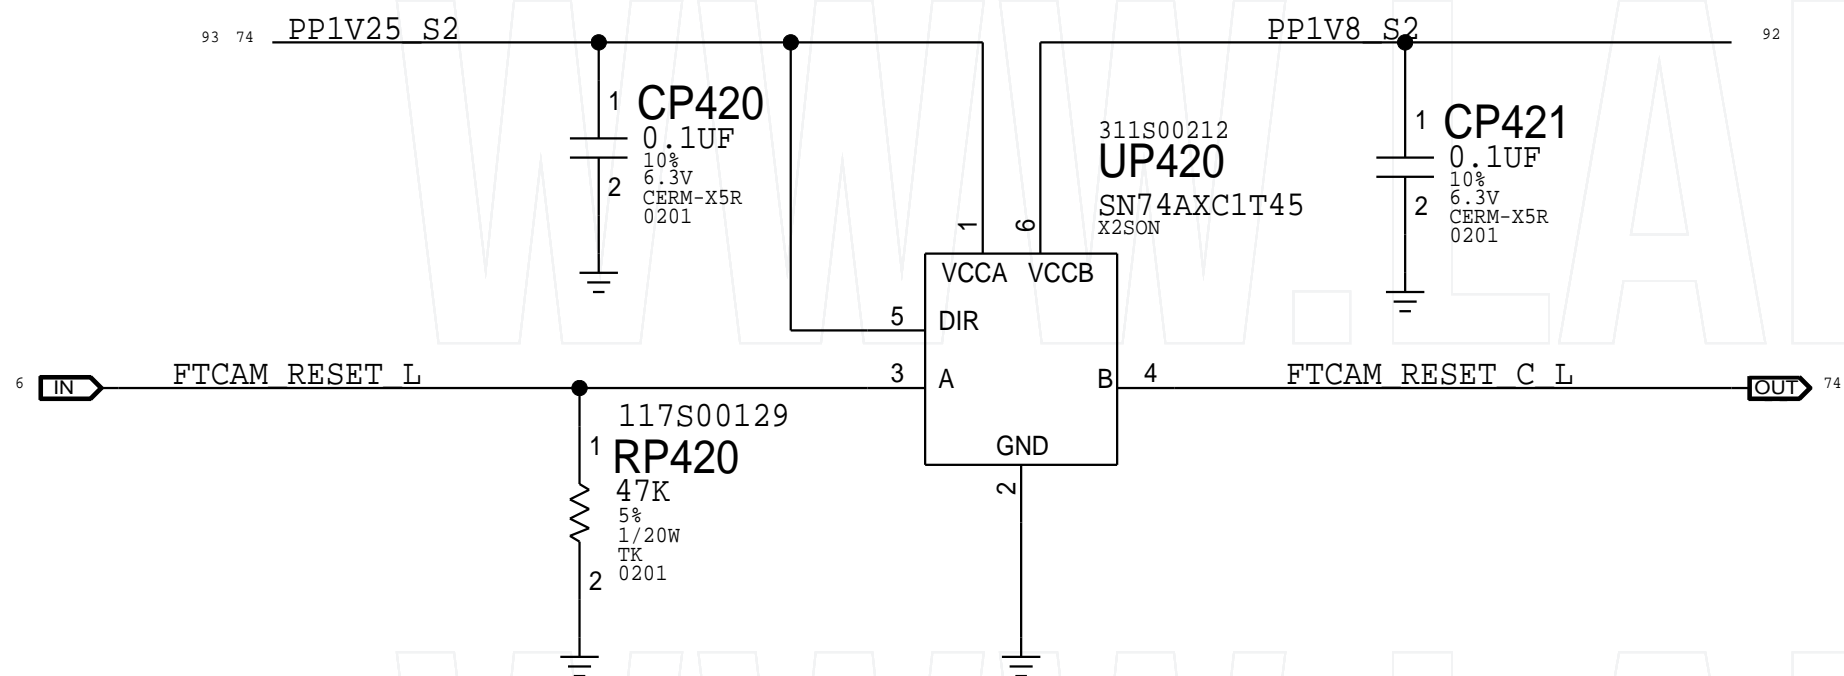 93 74 PP1V25_S2
PP1V8_S2 92
1 CP420
0.1UF
10%
6.3V
2 CERM-X5R
0201
311S00212
UP420
SN74AXC1T45
X2SON
1 CP421
0.1UF
10%
6.3V
2 CERM-X5R
0201
1 6
VCCA VCCB
5 DIR
6 IN FTCAM_RESET_L 3 A
B 4 FTCAM_RESET_C_L OUT 74
GND
2
117S00129
1 RP420
47K
5%
1/20W
TK
2 0201
WWW.LA